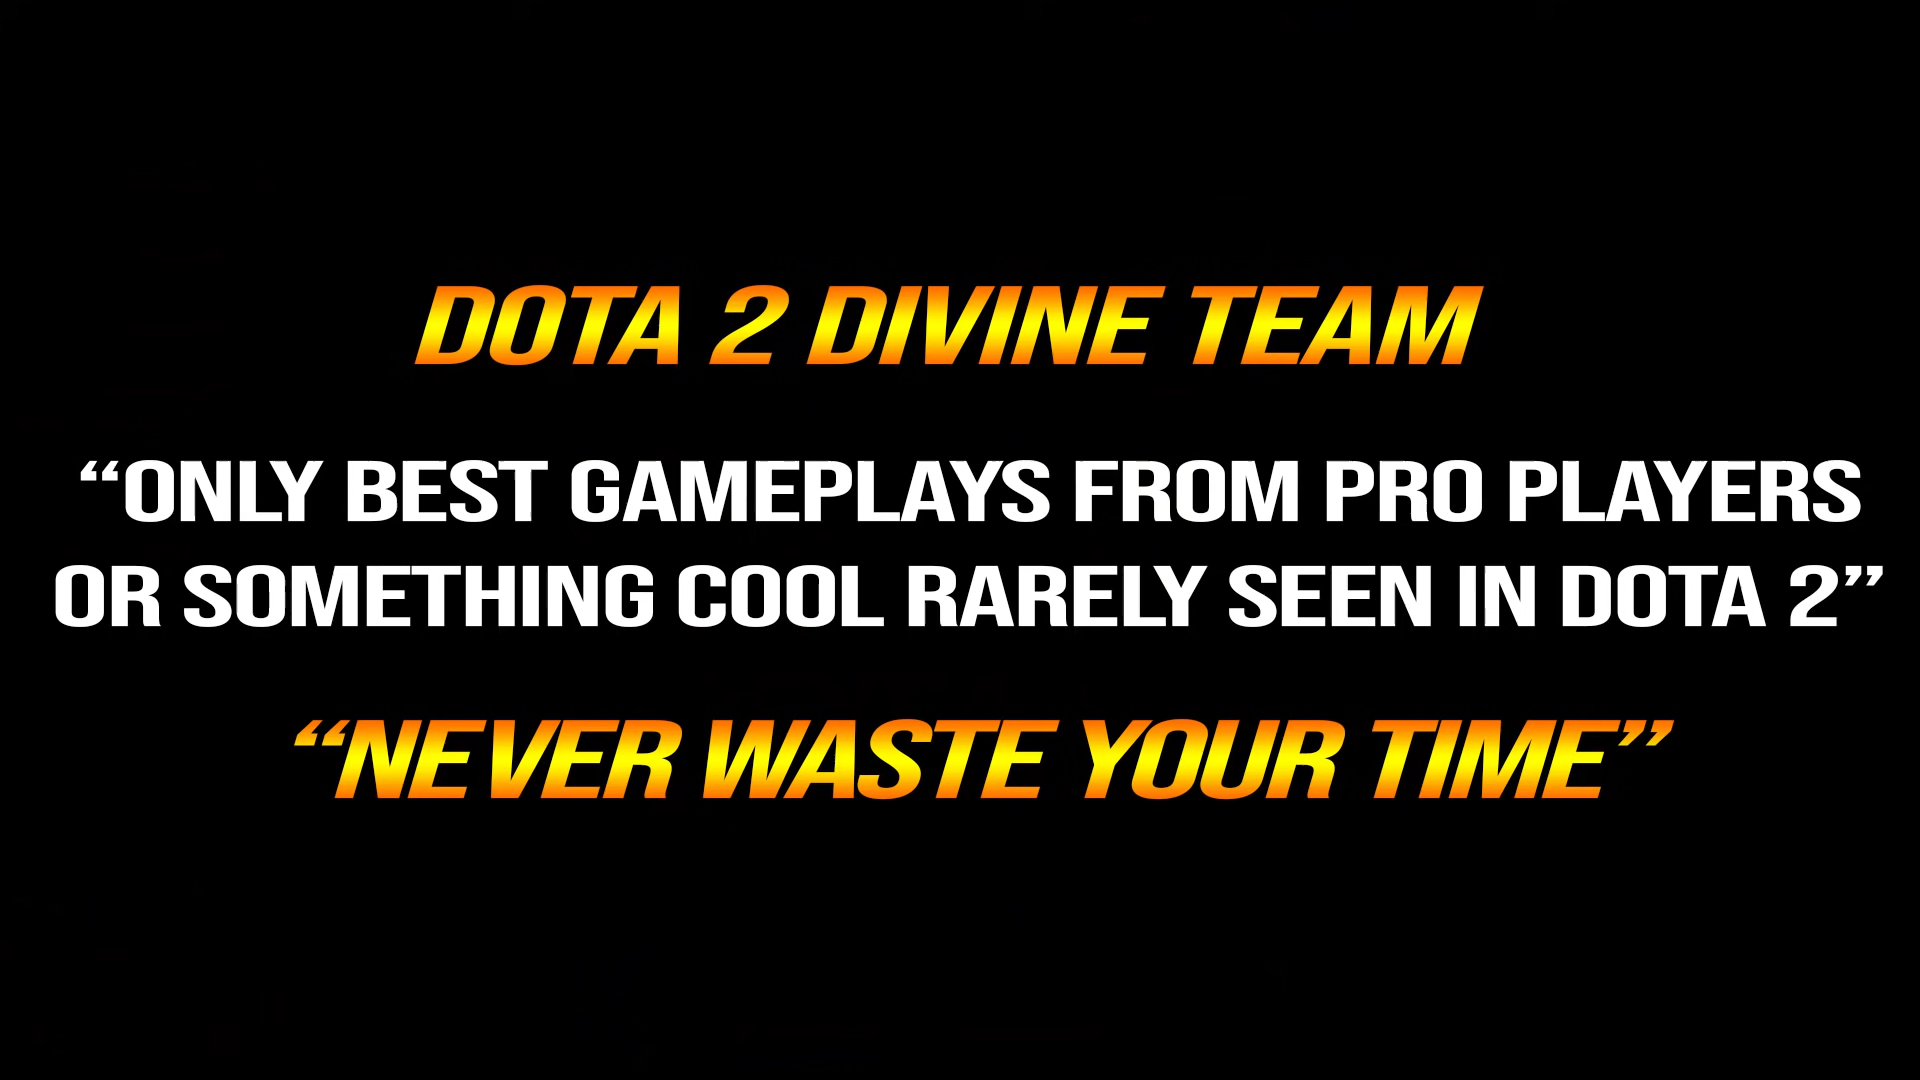 DOTA 2 DIVINE TEAM
“ONLY BEST GAMEPLAYS FROM PRO PLAYERS
OR SOMETHING COOL RARELY SEEN IN DOTA 2”
“NEVER WASTE YOUR TIME”